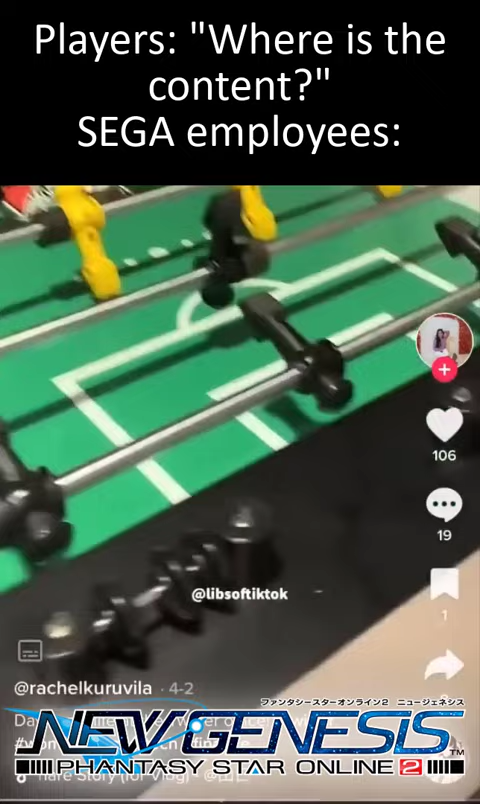 Players: "Where is the
content?"
SEGA employees:
106
19
@libsoftiktok
1
@rachelkuruvila · 4-2
ファンタシースターオンライン2 ニュージェネシス
NEW GENESIS
TM
PHANTASY STAR ONLINE 2